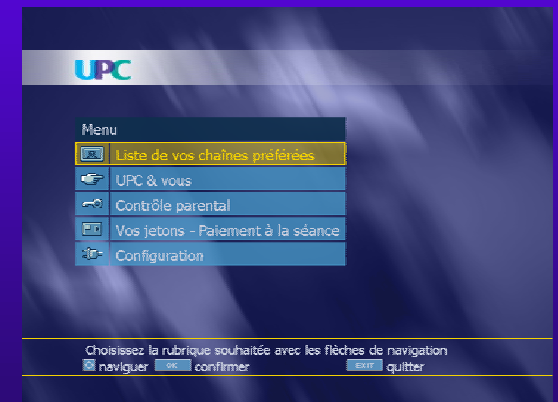 UPC
Menu
Liste de vos chaînes préférées
UPC & vous
Contrôle parental
Vos jetons - Paiement à la séance
Configuration
Choisissez la rubrique souhaitée avec les flèches de navigation
naviguer OK confirmer EXIT quitter